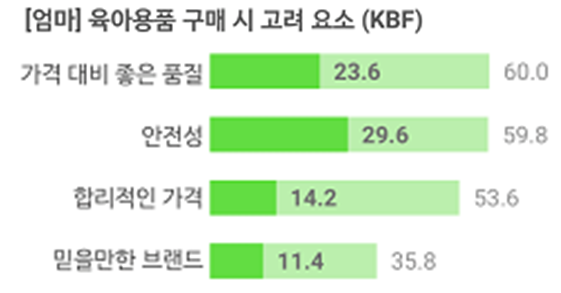 [엄마] 육아용품 구매 시 고려 요소 (KBF)
가격 대비 좋은 품질 23.6 60.0
안전성 29.6 59.8
합리적인 가격 14.2 53.6
믿을만한 브랜드 11.4 35.8